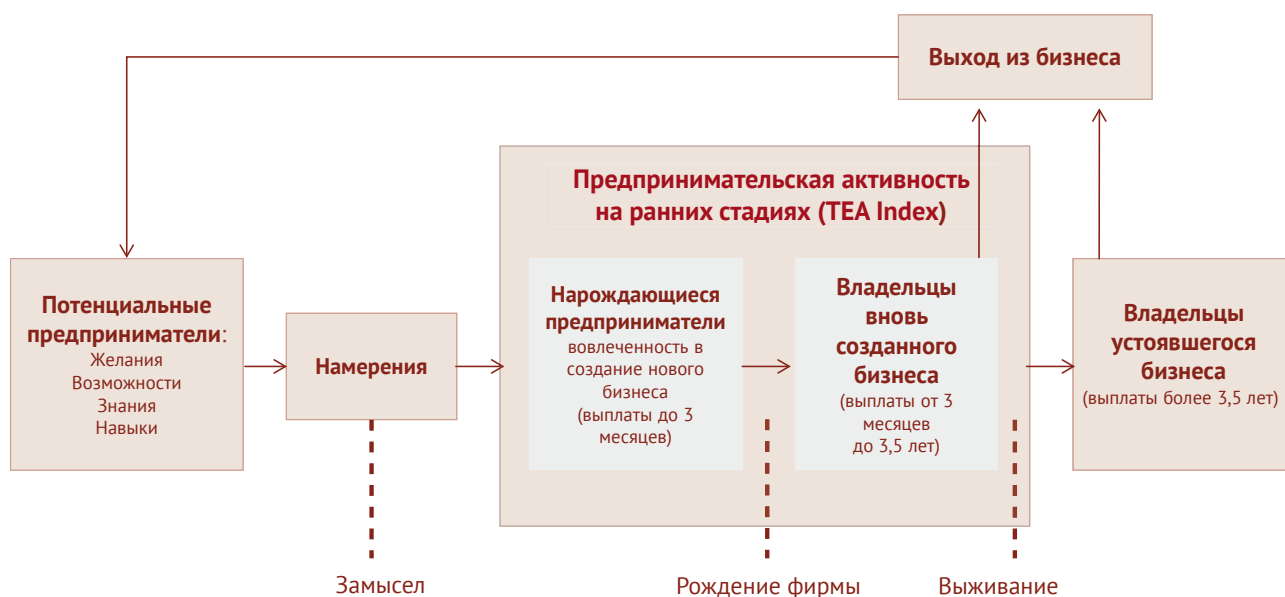 Выход из бизнеса
Предпринимательская активность
на ранних стадиях (TEA Index)
Потенциальные
предприниматели:
Желания
Возможности
Знания
Навыки
Намерения
Нарождающиеся
предприниматели
вовлеченность в
создание нового
бизнеса
(выплаты до 3
месяцев)
Владельцы
вновь
созданного
бизнеса
(выплаты от 3
месяцев
до 3,5 лет)
Владельцы
устоявшегося
бизнеса
(выплаты более 3,5 лет)
Замысел
Рождение фирмы
Выживание